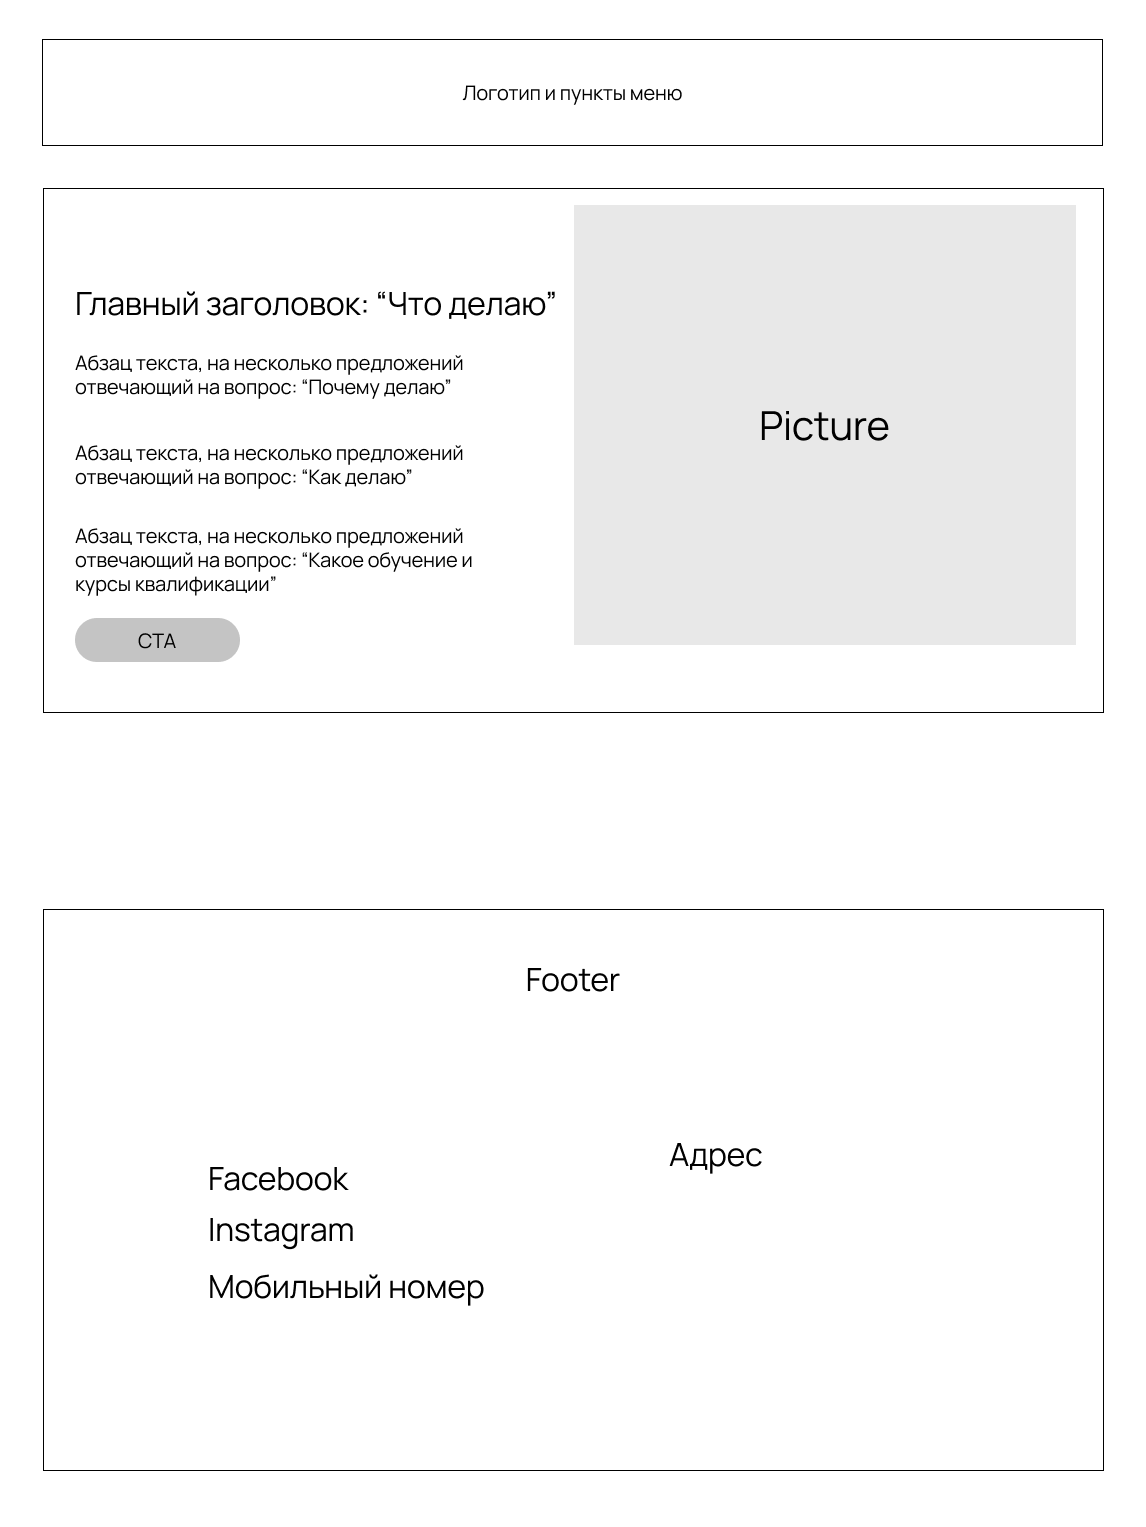 Логотип и пункты меню
Главный заголовок: “Что делаю”
Абзац текста, на несколько предложений
отвечающий на вопрос: “Почему делаю”
Абзац текста, на несколько предложений
отвечающий на вопрос: “Как делаю”
Абзац текста, на несколько предложений
отвечающий на вопрос: “Какое обучение и
курсы квалификации”
CTA
Picture
Footer
Facebook
Instagram
Мобильный номер
Адрес